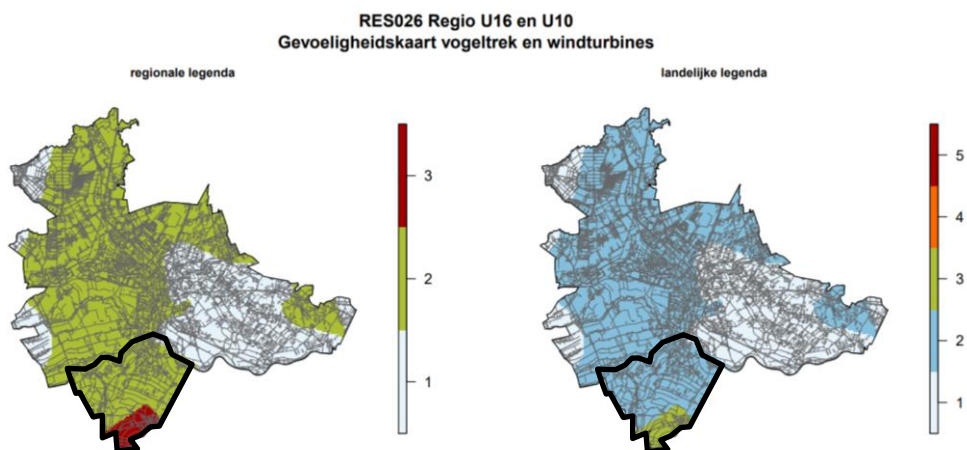 RES026 Regio U16 en U10
Gevoeligheidskaart vogeltrek en windturbines
regionale legenda
3
2
1
landelijke legenda
5
4
3
2
1